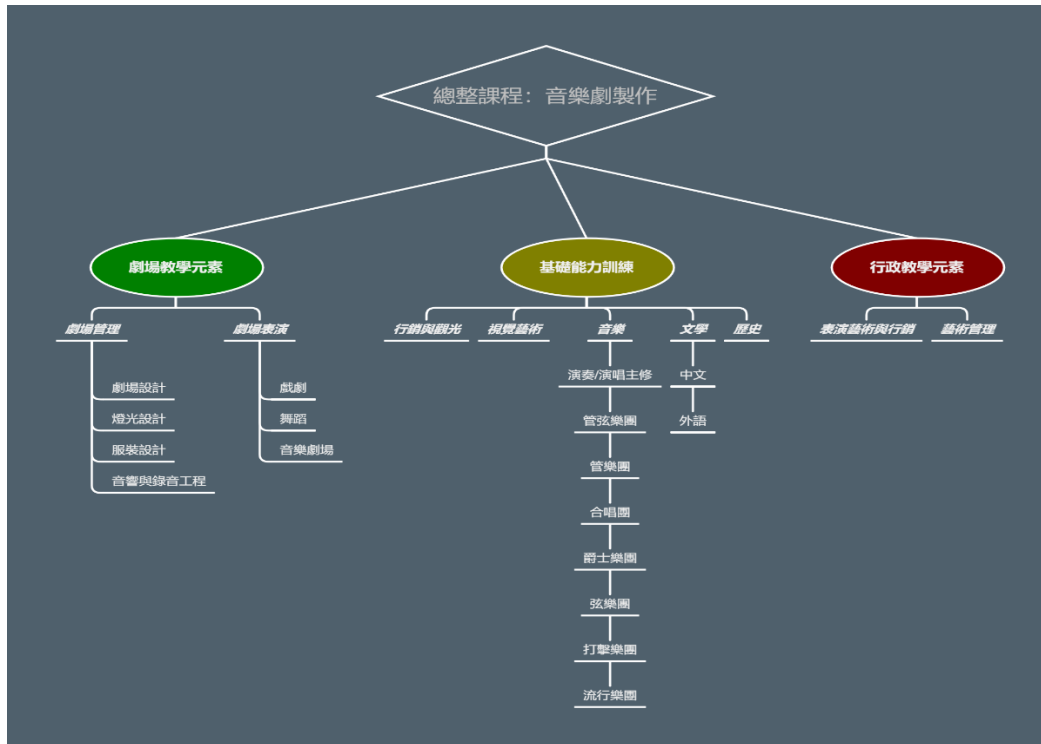 總整課程：音樂劇製作
劇場教學元素
基礎能力訓練
行政教學元素
劇場管理
劇場表演
行銷與觀光
視覺藝術
音樂
文學
歷史
表演藝術與行銷
藝術管理
劇場設計
燈光設計
服裝設計
音響與錄音工程
戲劇
舞蹈
音樂劇場
演奏/演唱主修
管弦樂團
管樂團
合唱團
爵士樂團
弦樂團
打擊樂團
流行樂團
中文
外語